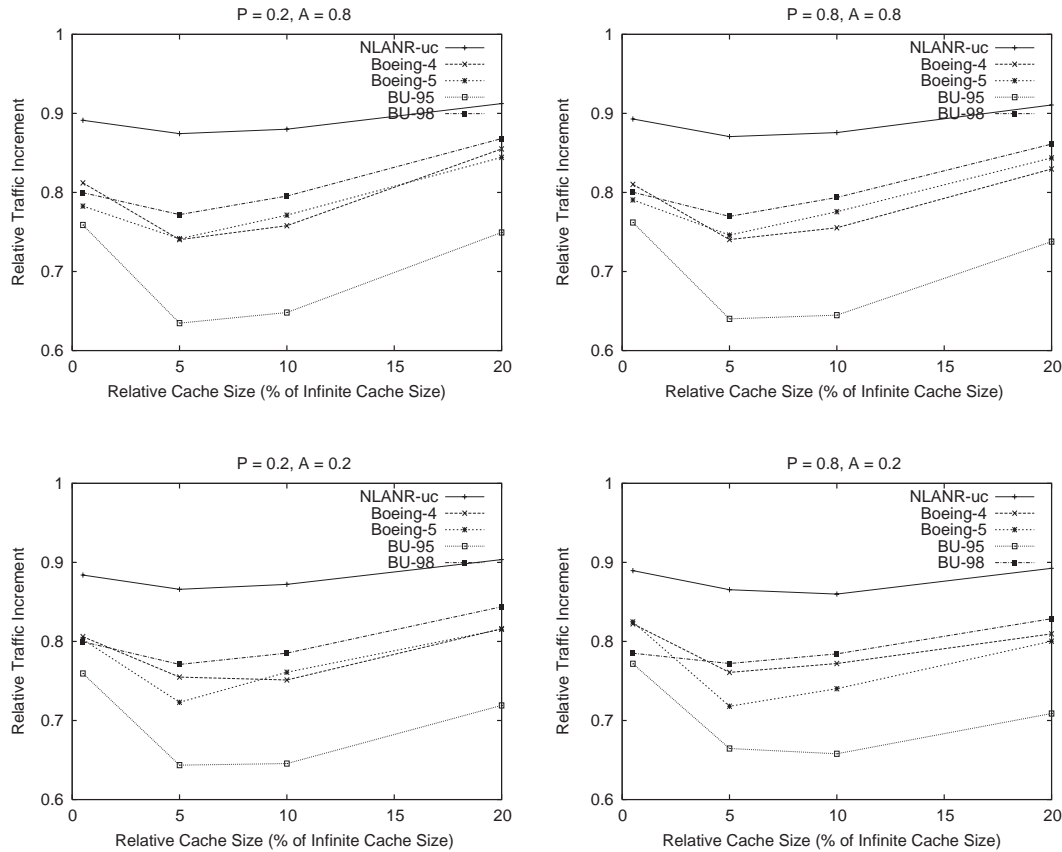 P = 0.2, A = 0.8
1
0.9
0.8
0.7
0.6
Relative Traffic Increment
NLANR-uc
Boeing-4
Boeing-5
BU-95
BU-98
0 5 10 15 20
Relative Cache Size (% of Infinite Cache Size)
P = 0.8, A = 0.8
1
0.9
0.8
0.7
0.6
Relative Traffic Increment
NLANR-uc
Boeing-4
Boeing-5
BU-95
BU-98
0 5 10 15 20
Relative Cache Size (% of Infinite Cache Size)
P = 0.2, A = 0.2
1
0.9
0.8
0.7
0.6
Relative Traffic Increment
NLANR-uc
Boeing-4
Boeing-5
BU-95
BU-98
0 5 10 15 20
Relative Cache Size (% of Infinite Cache Size)
P = 0.8, A = 0.2
1
0.9
0.8
0.7
0.6
Relative Traffic Increment
NLANR-uc
Boeing-4
Boeing-5
BU-95
BU-98
0 5 10 15 20
Relative Cache Size (% of Infinite Cache Size)